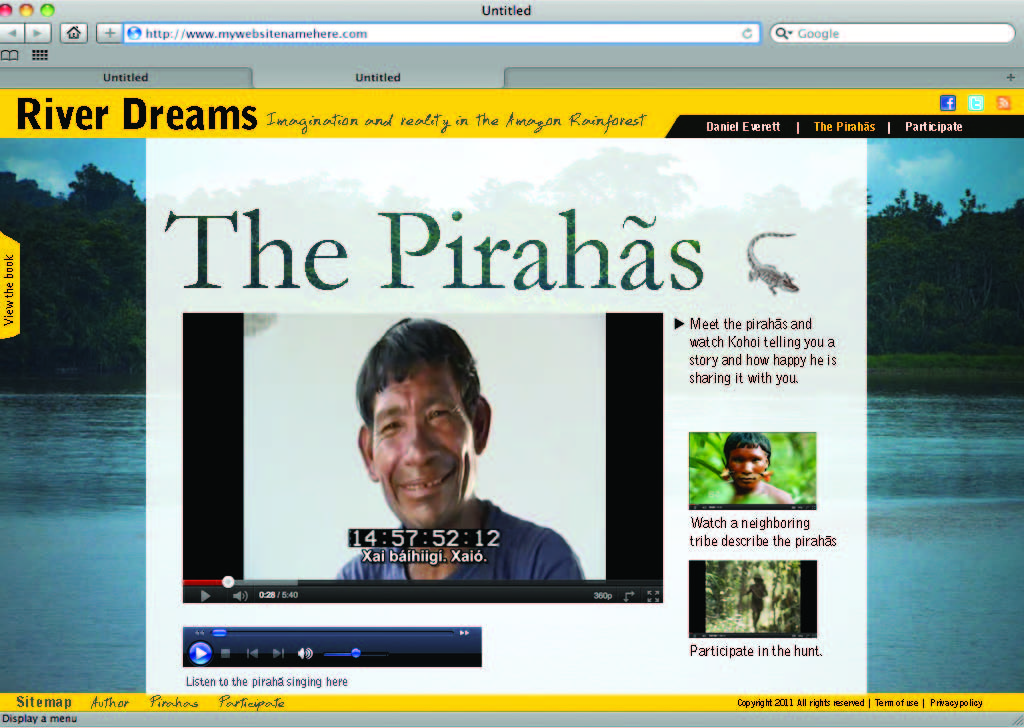 Untitled
http://www.mywebsitenamehere.com
Google
Untitled
Untitled
River Dreams
Imagination and reality in the Amazon Rainforest
Daniel Everett | The Pirahãs | Participate
View the book
The Pirahãs
Meet the pirahãs and
watch Kohoi telling you a
story and how happy he is
sharing it with you.
14:57:52:12
Xai báihiigí. Xaió.
0:28 / 5:40
360p
Watch a neighboring
tribe describe the pirahãs
Participate in the hunt.
Listen to the pirahã singing here
Sitemap Author Pirahas Participate
Copyright 2011 All rights reserved | Term of use | Privacy policy
Display a menu